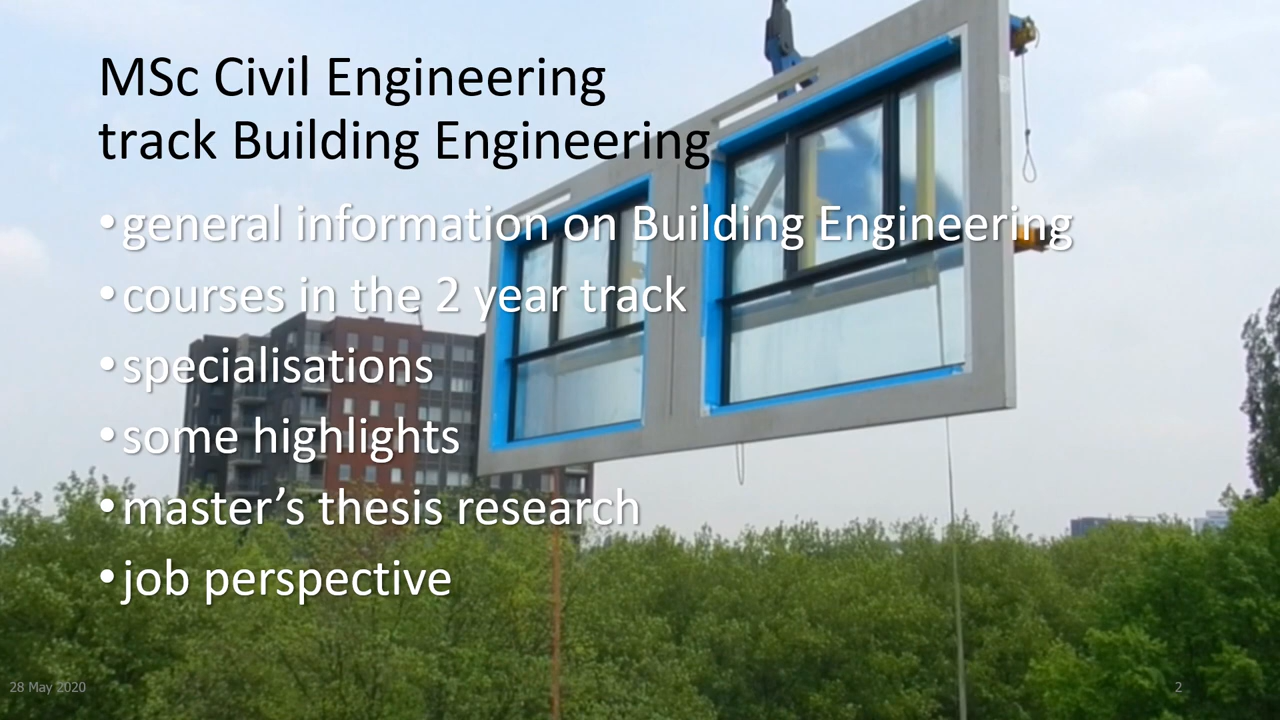 MSc Civil Engineering
track Building Engineering
•general information on Building Engineering
•courses in the 2 year track
•specialisations
•some highlights
•master’s thesis research
•job perspective
28 May 2020
2